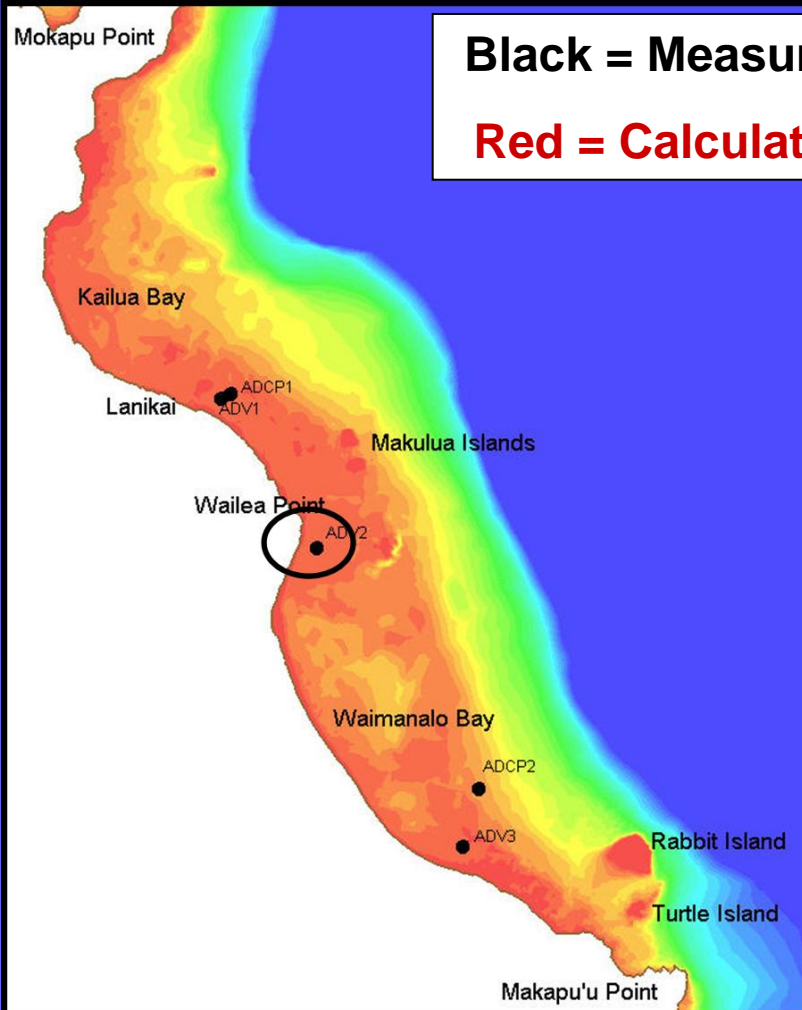 Mokapu Point
Black = Measur
Red = Calculat
Kailua Bay
ADCP1
Lanikai
ADV1
Makulua Islands
Wailea Point
ADV2
Waimanalo Bay
ADCP2
ADV3
Rabbit Island
Turtle Island
Makapu'u Point